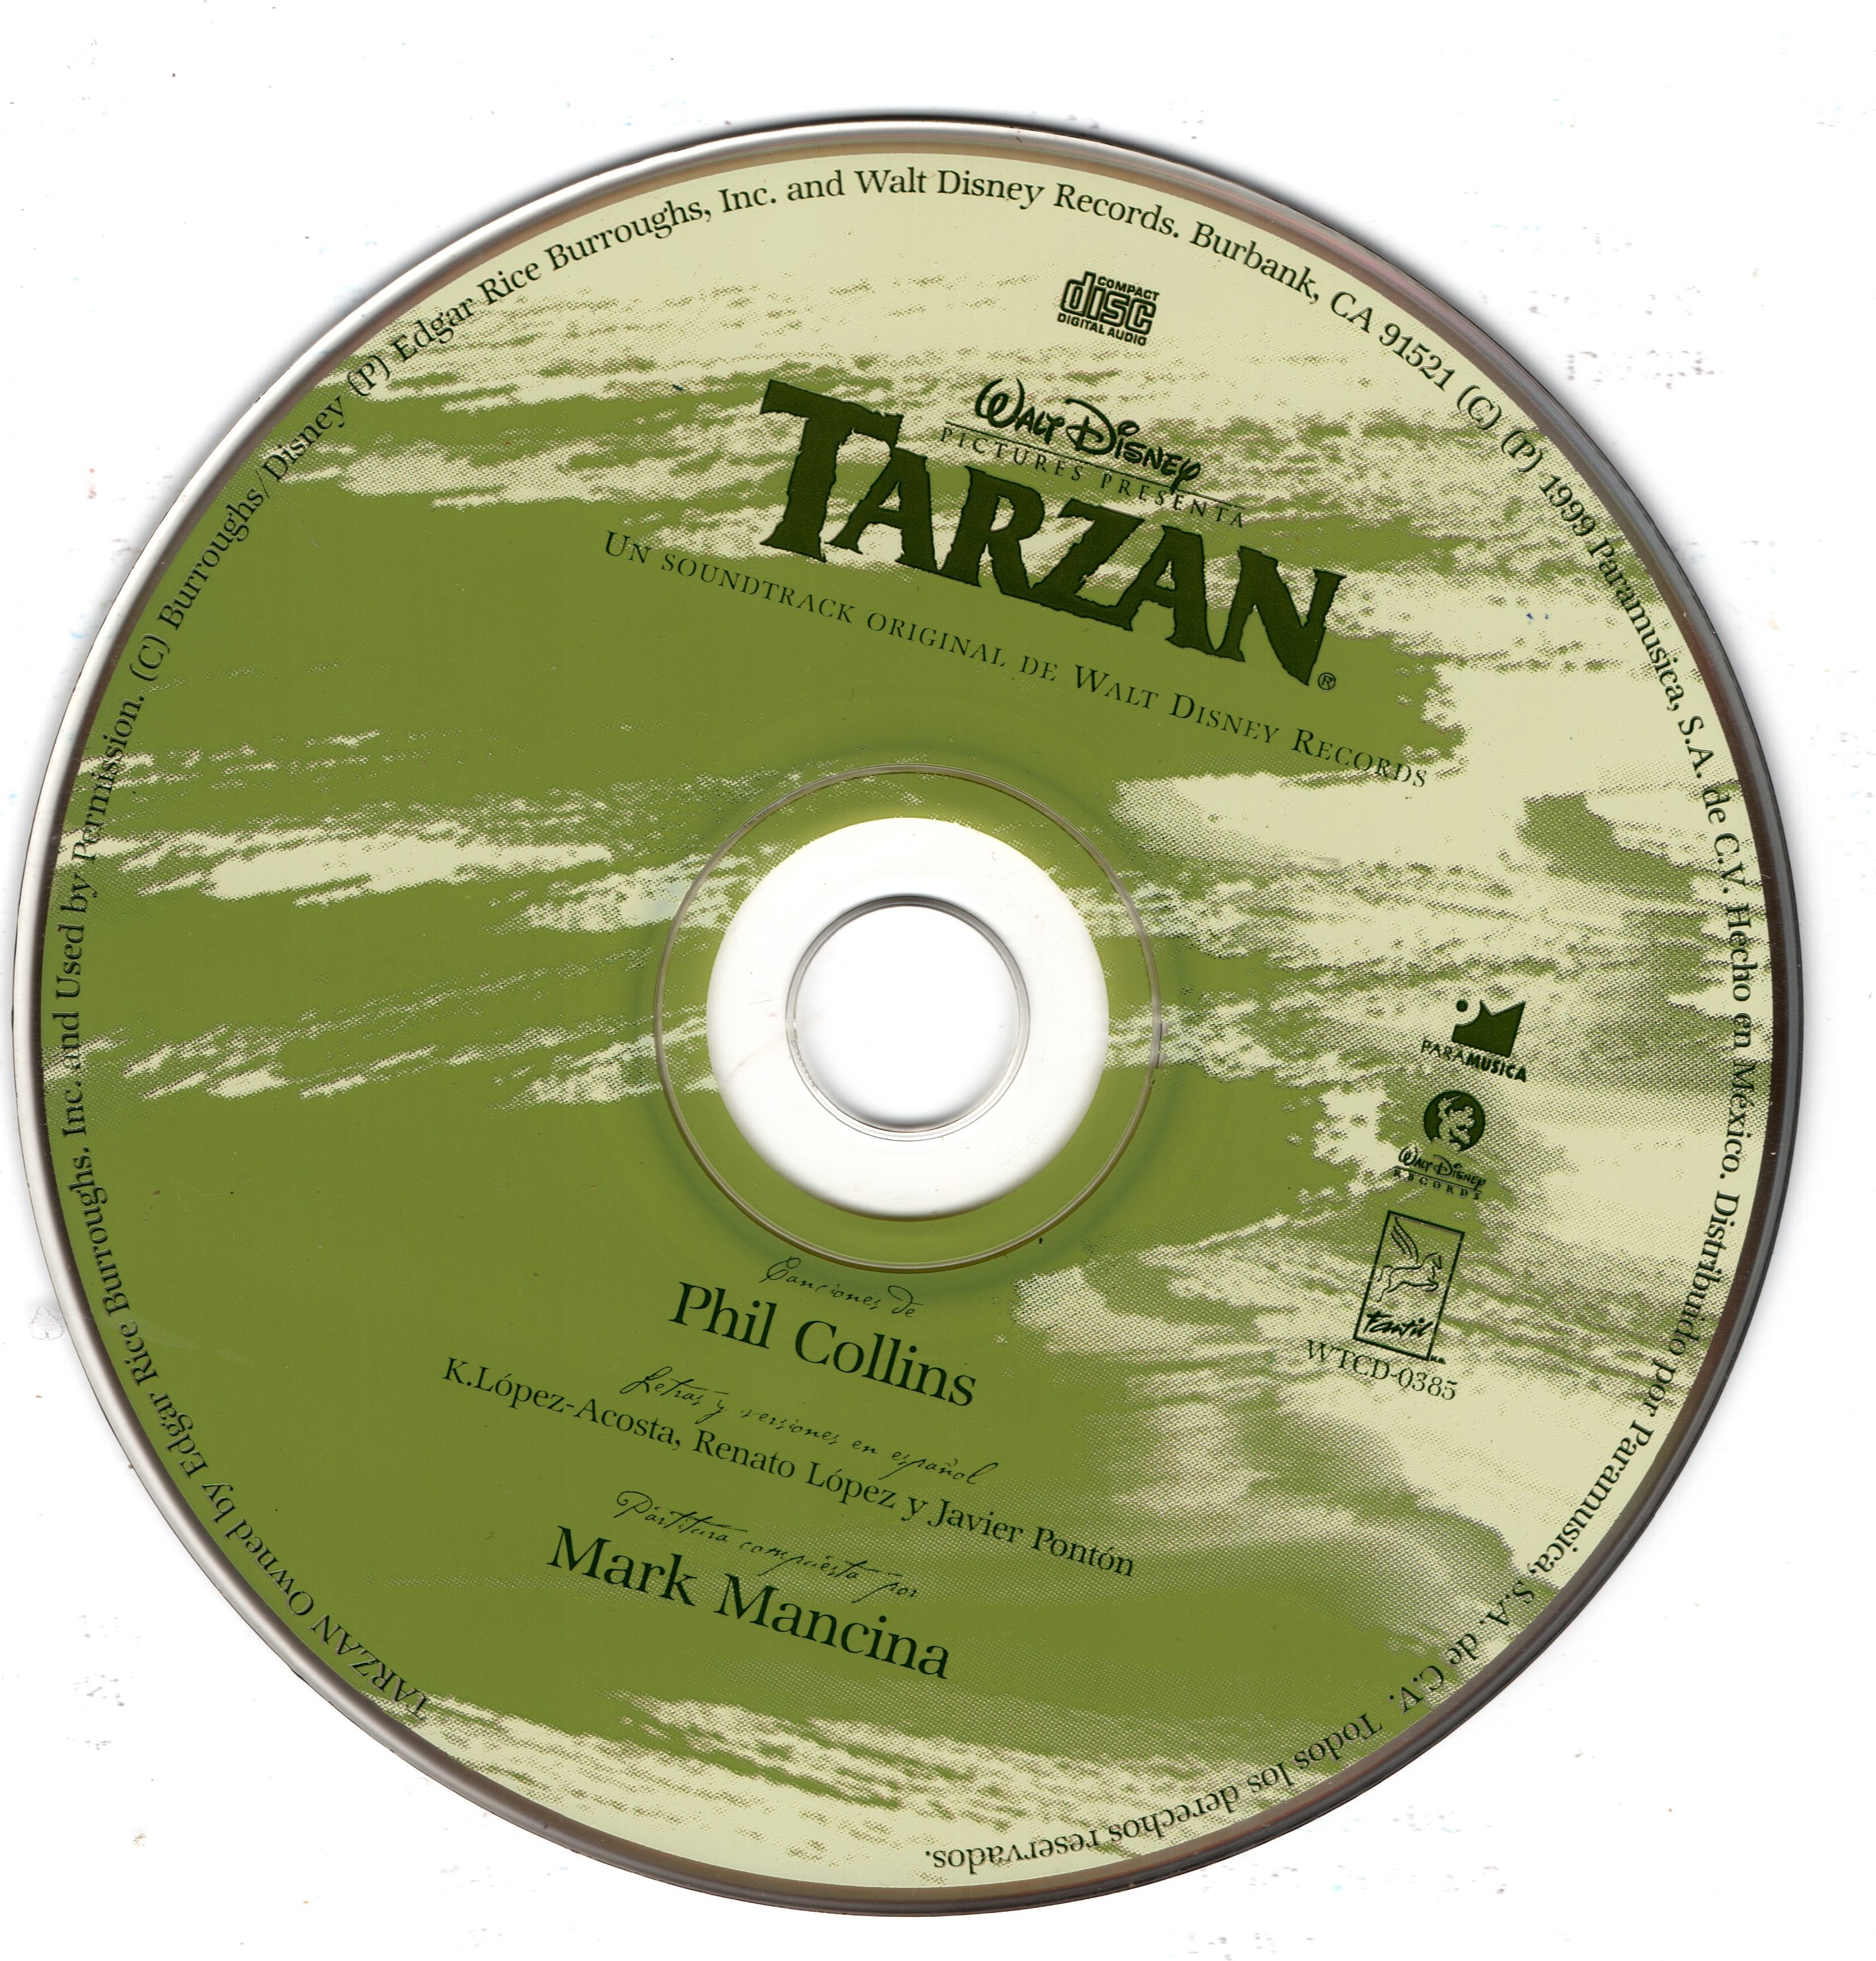 COMPACT
disc
DIGITAL AUDIO
WALT DISNEY
PICTURES PRESENTA
TARZAN®
UN SOUNDTRACK ORIGINAL DE WALT DISNEY RECORDS
PARAMUSICA
WALT DISNEY
RECORDS
Fantil
WTCD-0385
Canciones de
Phil Collins
Letras y versiones en español
K.López-Acosta, Renato López y Javier Pontón
Partitura compuesta por
Mark Mancina
TARZAN Owned by Edgar Rice Burroughs. Inc. and Used by Permission. (C) Burroughs/Disney (P) Edgar Rice Burroughs, Inc. and Walt Disney Records. Burbank, CA 91521 (C) (P) 1999 Paramusica, S.A. de C.V. Hecho en México. Distribuido por Paramusica, S.A. de C.V. Todos los derechos reservados.